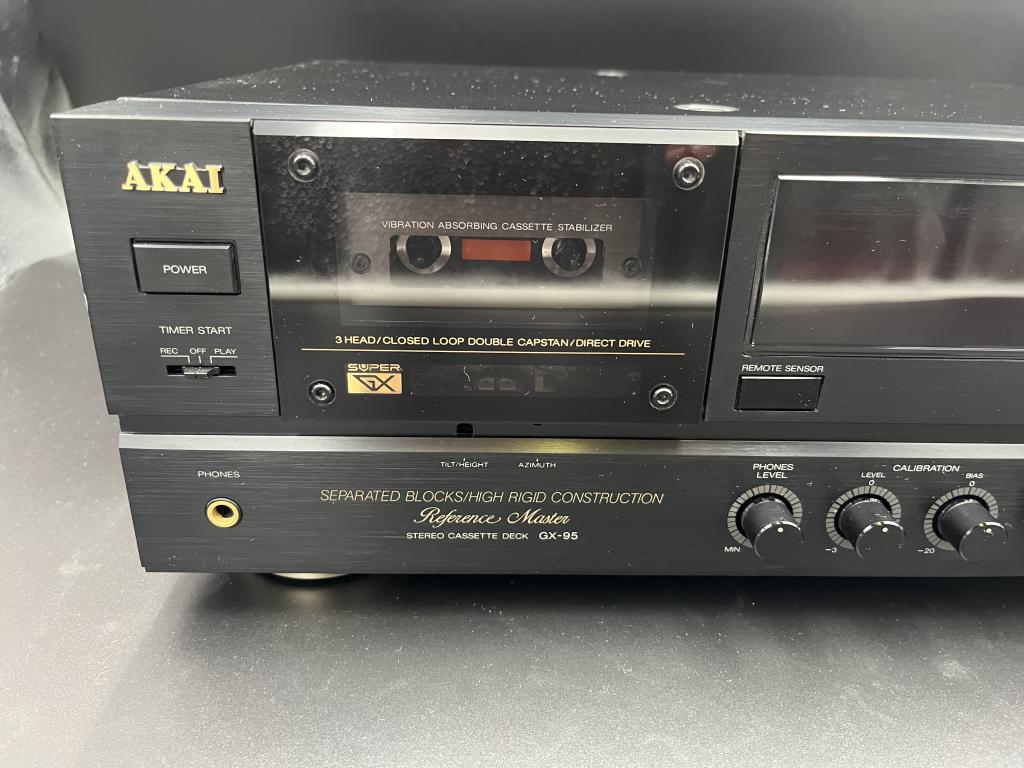 AKAI
POWER
TIMER START
REC OFF PLAY
VIBRATION ABSORBING CASSETTE STABILIZER
3 HEAD/CLOSED LOOP DOUBLE CAPSTAN/DIRECT DRIVE
SUPER
GX
REMOTE SENSOR
PHONES
TILT/HEIGHT AZIMUTH
SEPARATED BLOCKS/HIGH RIGID CONSTRUCTION
Reference Master
STEREO CASSETTE DECK GX-95
PHONES
LEVEL
MIN
CALIBRATION
LEVEL BIAS
0 0
-3 -20